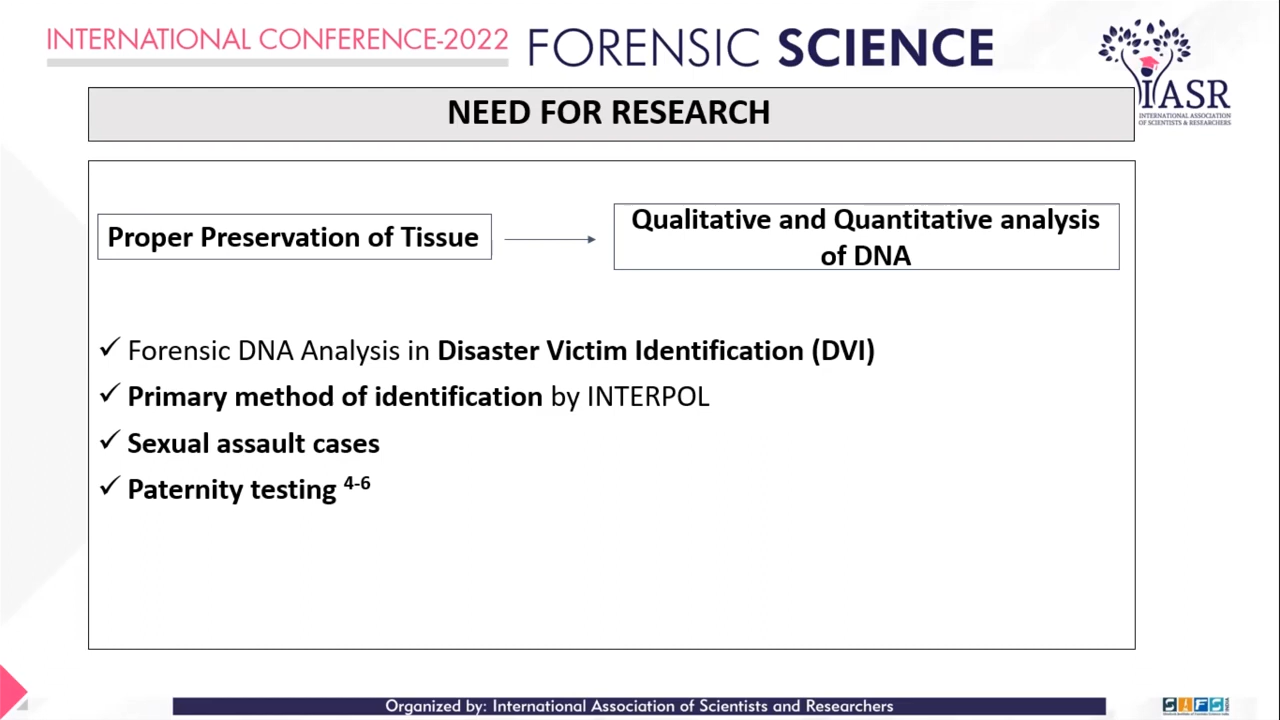 INTERNATIONAL CONFERENCE-2022 FORENSIC SCIENCE
IASR
INTERNATIONAL ASSOCIATION
OF SCIENTISTS & RESEARCHERS
NEED FOR RESEARCH
Proper Preservation of Tissue
Qualitative and Quantitative analysis
of DNA
✓ Forensic DNA Analysis in Disaster Victim Identification (DVI)
✓ Primary method of identification by INTERPOL
✓ Sexual assault cases
✓ Paternity testing 4-6
Organized by: International Association of Scientists and Researchers
SIFS